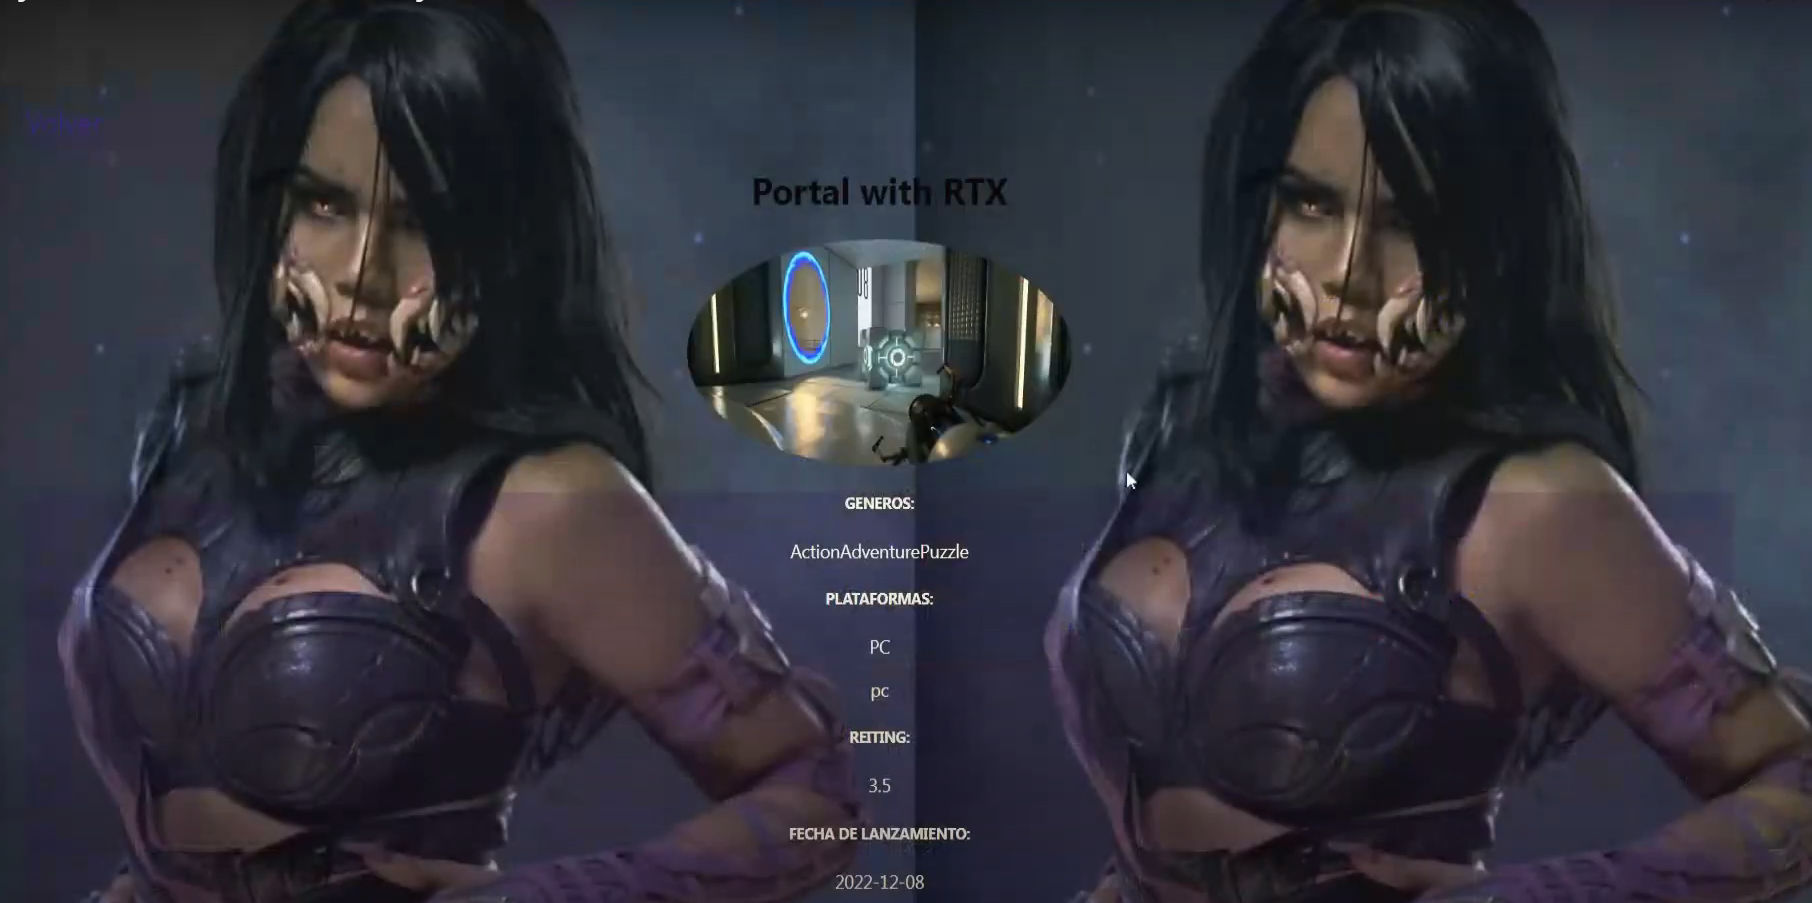 Volver
Portal with RTX
GENEROS:
ActionAdventurePuzzle
PLATAFORMAS:
PC
pc
REITING:
3.5
FECHA DE LANZAMIENTO:
2022-12-08